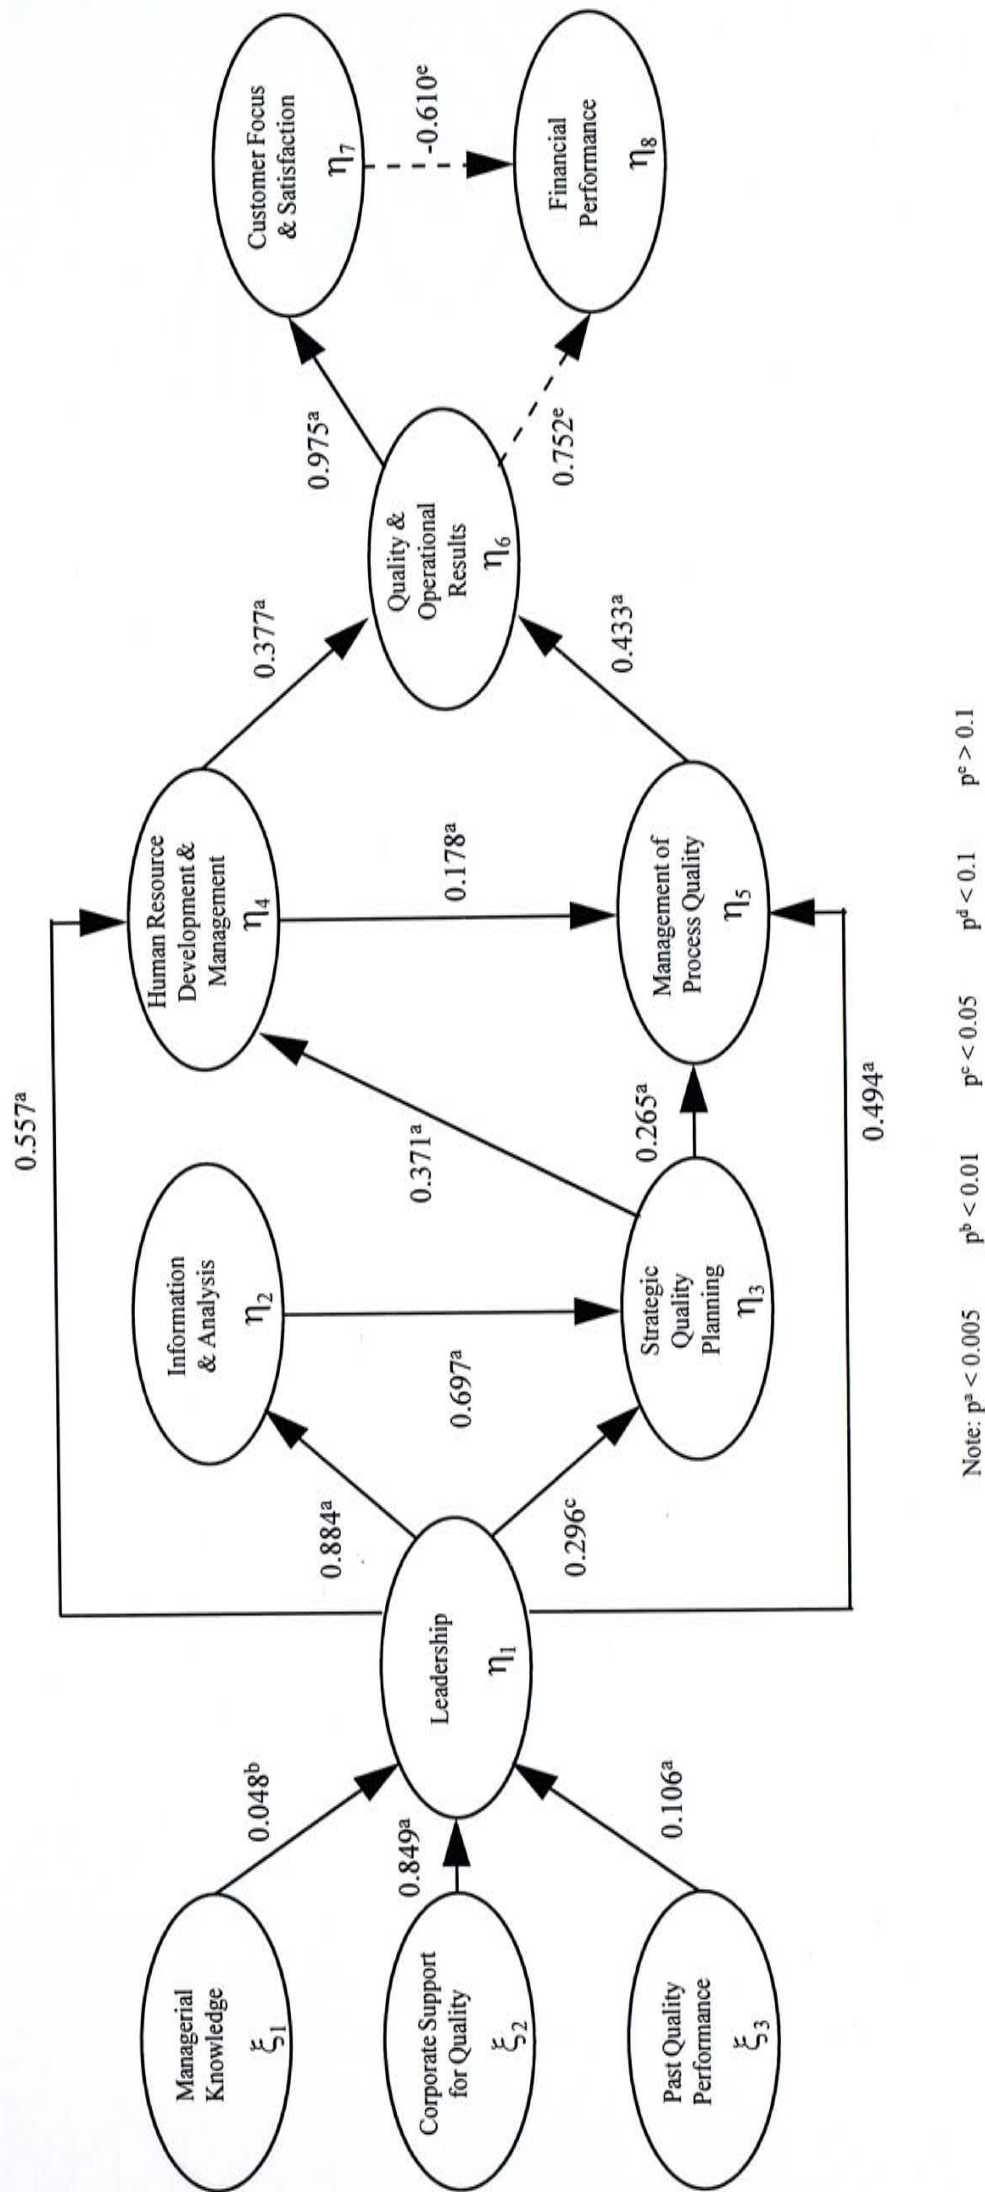 0.557ᵃ
Managerial
Knowledge
ξ₁
0.048ᵇ
Corporate Support
for Quality
ξ₂
0.849ᵃ
Past Quality
Performance
ξ₃
0.106ᵃ
Leadership
η₁
0.884ᵃ
0.296ᶜ
Information
& Analysis
η₂
0.697ᵃ
Strategic
Quality
Planning
η₃
0.371ᵃ
0.265ᵃ
0.494ᵃ
Human Resource
Development &
Management
η₄
0.178ᵃ
Management of
Process Quality
η₅
0.377ᵃ
0.433ᵃ
Quality &
Operational
Results
η₆
0.975ᵃ
0.752ᵉ
Customer Focus
& Satisfaction
η₇
-0.610ᵉ
Financial
Performance
η₈
Note: pᵃ < 0.005 pᵇ < 0.01 pᶜ < 0.05 pᵈ < 0.1 pᵉ > 0.1